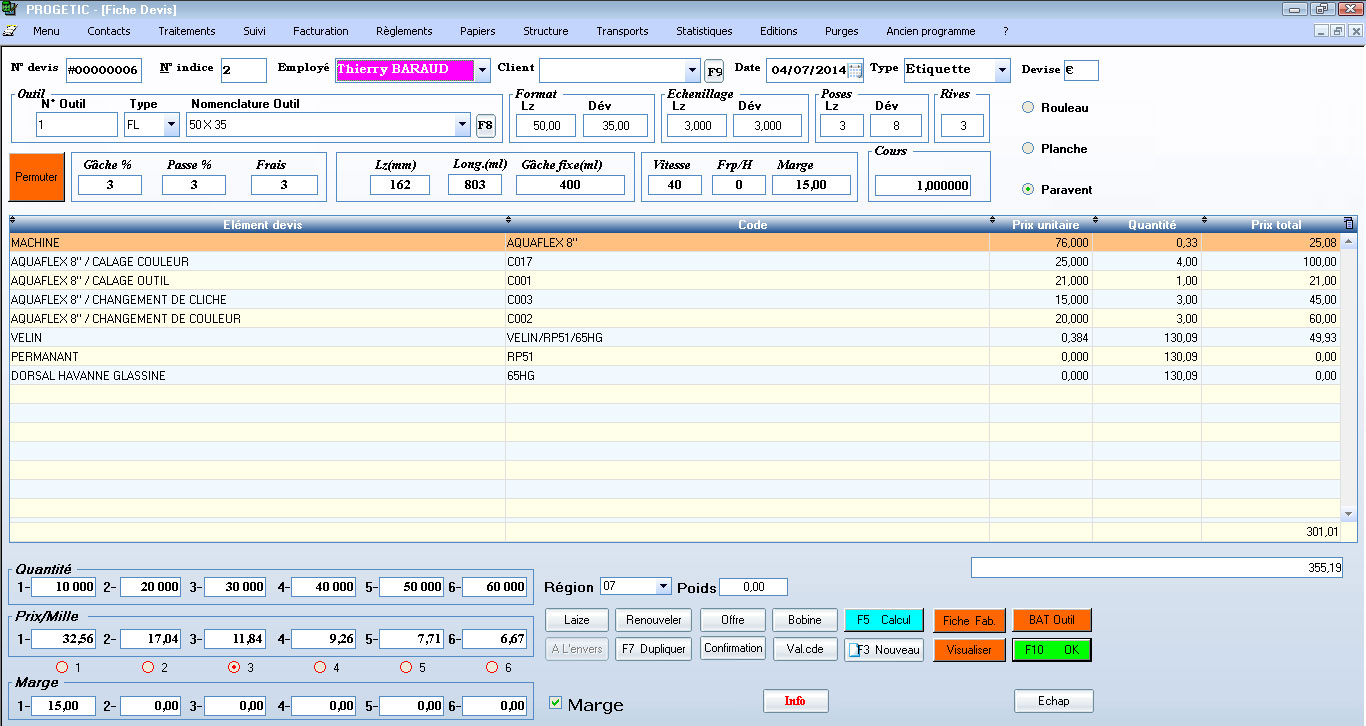 PROGETIC - [Fiche Devis]
Menu Contacts Traitements Suivi Facturation Règlements Papiers Structure Transports Statistiques Editions Purges Ancien programme ?
N° devis #00000006 N° indice 2 Employé Thierry BARAUD Client F9 Date 04/07/2014 Type Etiquette Devise €
Outil Format Echenillage Poses Rives
N° Outil Type Nomenclature Outil Lz Dév Lz Dév Lz Dév Rouleau
1 FL 50 X 35 F8 50,00 35,00 3,000 3,000 3 8 3
Planche
Cours
Permuter Gâche % Passe % Frais Lz(mm) Long.(ml) Gâche fixe(ml) Vitesse Frp/H Marge
3 3 3 162 803 400 40 0 15,00 1,000000 Paravent
Elément devis Code Prix unitaire Quantité Prix total
MACHINE AQUAFLEX 8'' 76,000 0,33 25,08
AQUAFLEX 8'' / CALAGE COULEUR C017 25,000 4,00 100,00
AQUAFLEX 8'' / CALAGE OUTIL C001 21,000 1,00 21,00
AQUAFLEX 8'' / CHANGEMENT DE CLICHE C003 15,000 3,00 45,00
AQUAFLEX 8'' / CHANGEMENT DE COULEUR C002 20,000 3,00 60,00
VELIN VELIN/RP51/65HG 0,384 130,09 49,93
PERMANANT RP51 0,000 130,09 0,00
DORSAL HAVANNE GLASSINE 65HG 0,000 130,09 0,00
301,01
355,19
Quantité
1- 10 000 2- 20 000 3- 30 000 4- 40 000 5- 50 000 6- 60 000 Région 07 Poids 0,00
Prix/Mille Laize Renouveler Offre Bobine F5 Calcul Fiche Fab. BAT Outil
1- 32,56 2- 17,04 3- 11,84 4- 9,26 5- 7,71 6- 6,67 A L'envers F7 Dupliquer Confirmation Val.cde F3 Nouveau Visualiser F10 OK
1 2 3 4 5 6
Marge
1- 15,00 2- 0,00 3- 0,00 4- 0,00 5- 0,00 6- 0,00 Marge Info Echap